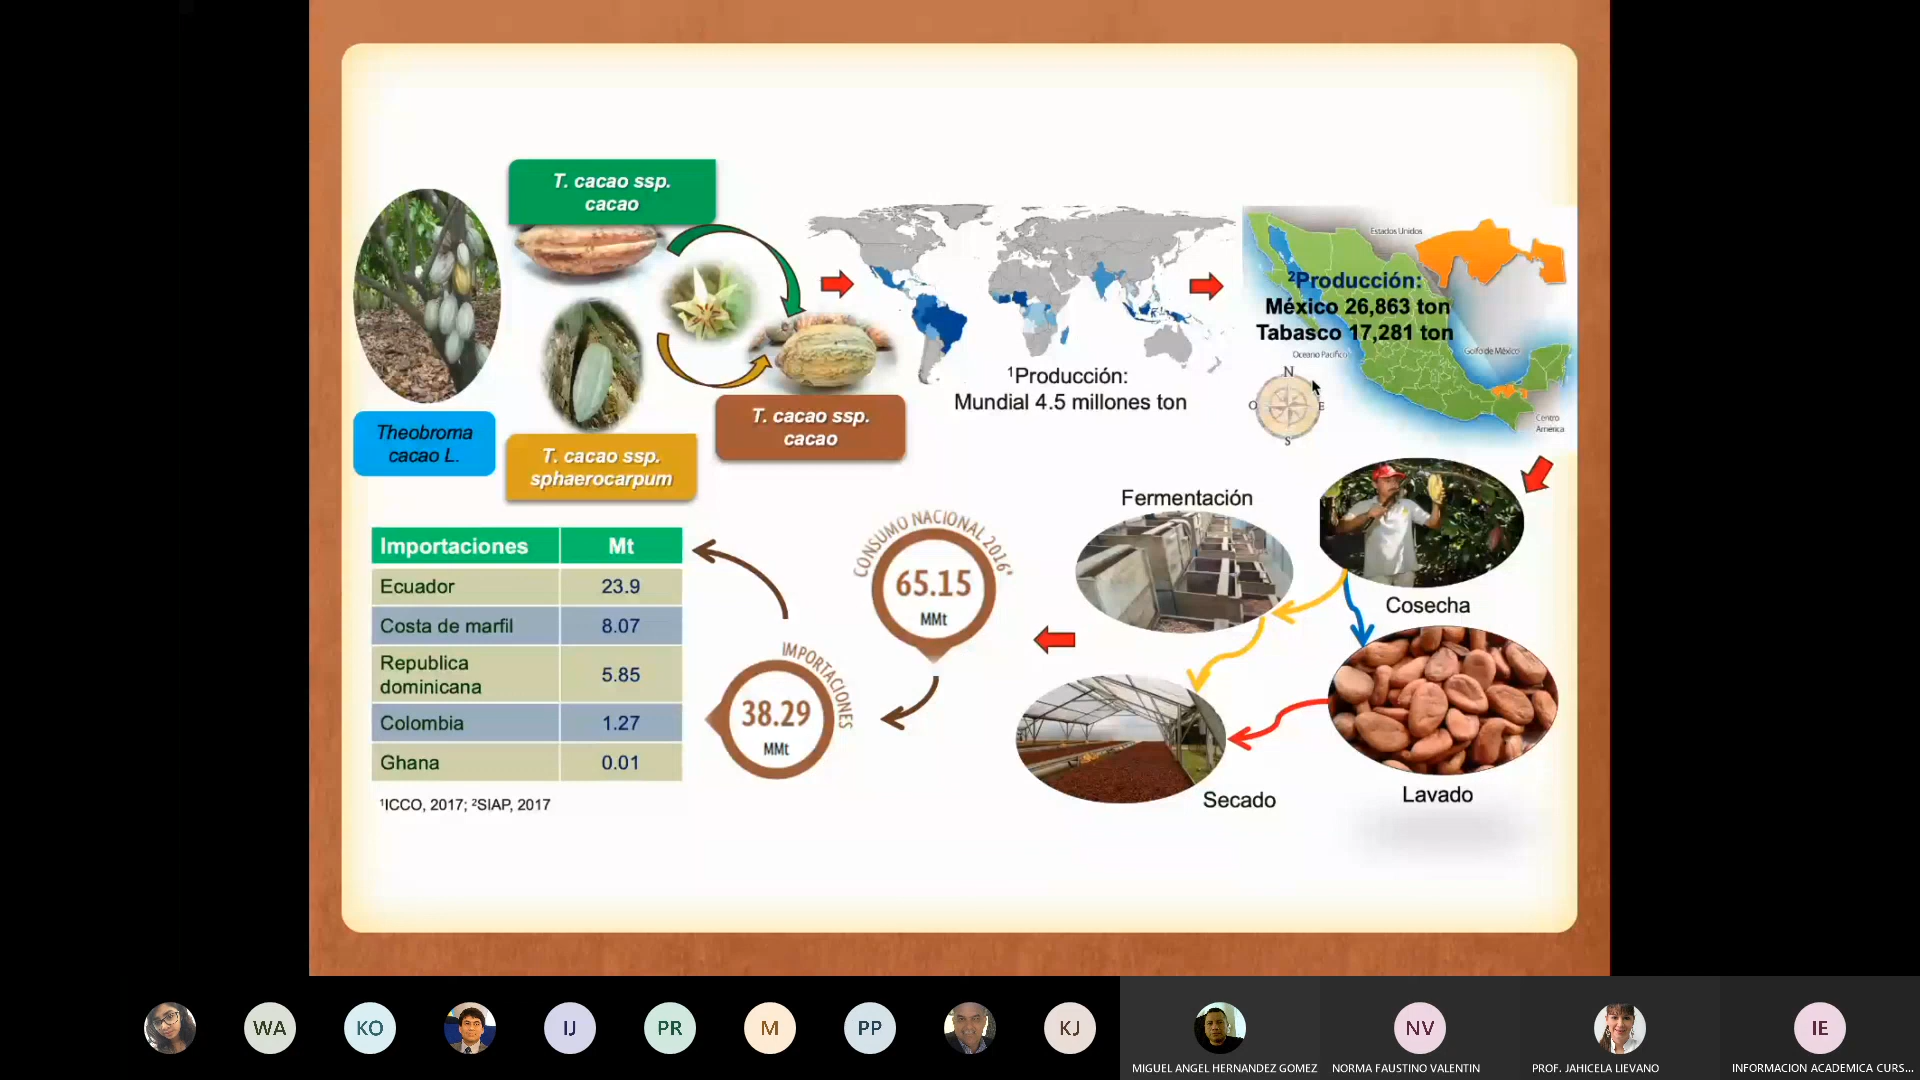 T. cacao ssp.
cacao
Theobroma
cacao L.
T. cacao ssp.
sphaerocarpum
T. cacao ssp.
cacao
¹Producción:
Mundial 4.5 millones ton
Estados Unidos
²Producción:
México 26,863 ton
Tabasco 17,281 ton
Oceano Pacífico
Golfo de México
Centro
América
N
O
E
S
Fermentación
Cosecha
Lavado
Secado
CONSUMO NACIONAL 2016*
65.15
MMt
IMPORTACIONES
38.29
MMt
Importaciones Mt
Ecuador 23.9
Costa de marfil 8.07
Republica
dominicana 5.85
Colombia 1.27
Ghana 0.01
¹ICCO, 2017; ²SIAP, 2017
WA
KO
IJ
PR
M
PP
KJ
NV
IE
MIGUEL ANGEL HERNANDEZ GOMEZ
NORMA FAUSTINO VALENTIN
PROF. JAHICELA LIEVANO
INFORMACION ACADEMICA CURS...